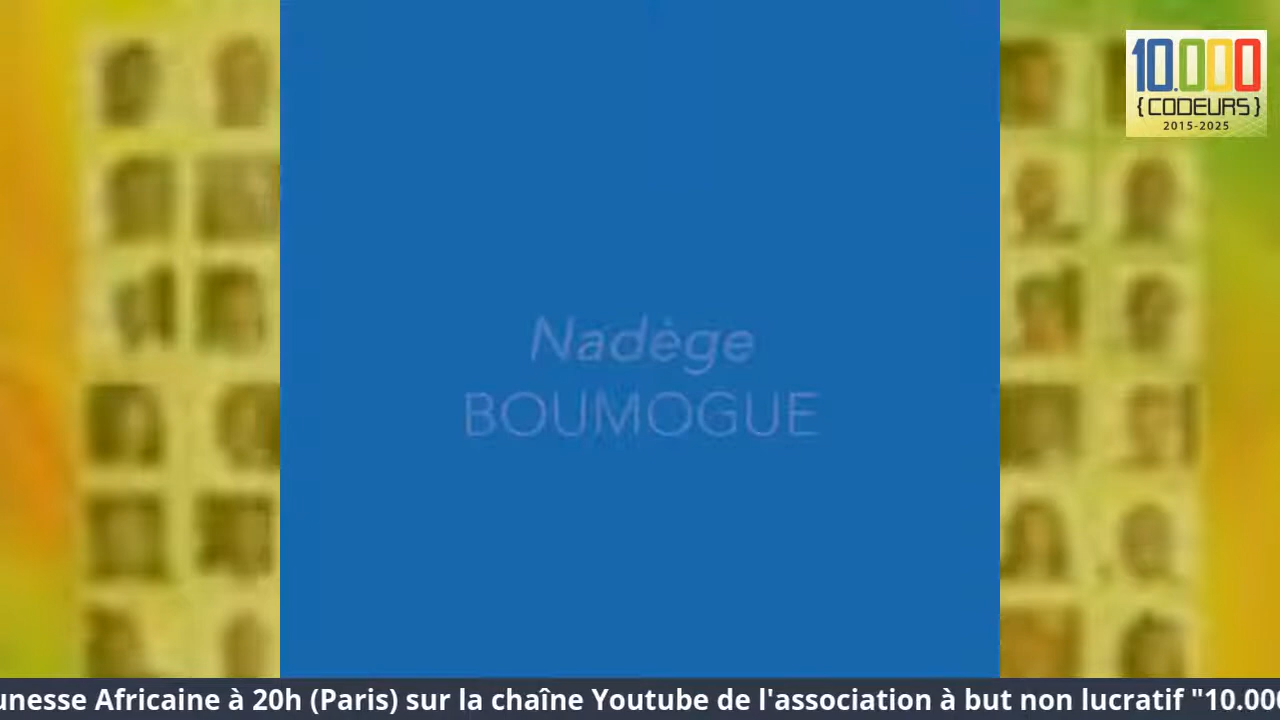 10.000
{CODEURS}
2015-2025
Nadège
BOUMOGUE
unesse Africaine à 20h (Paris) sur la chaîne Youtube de l'association à but non lucratif "10.000